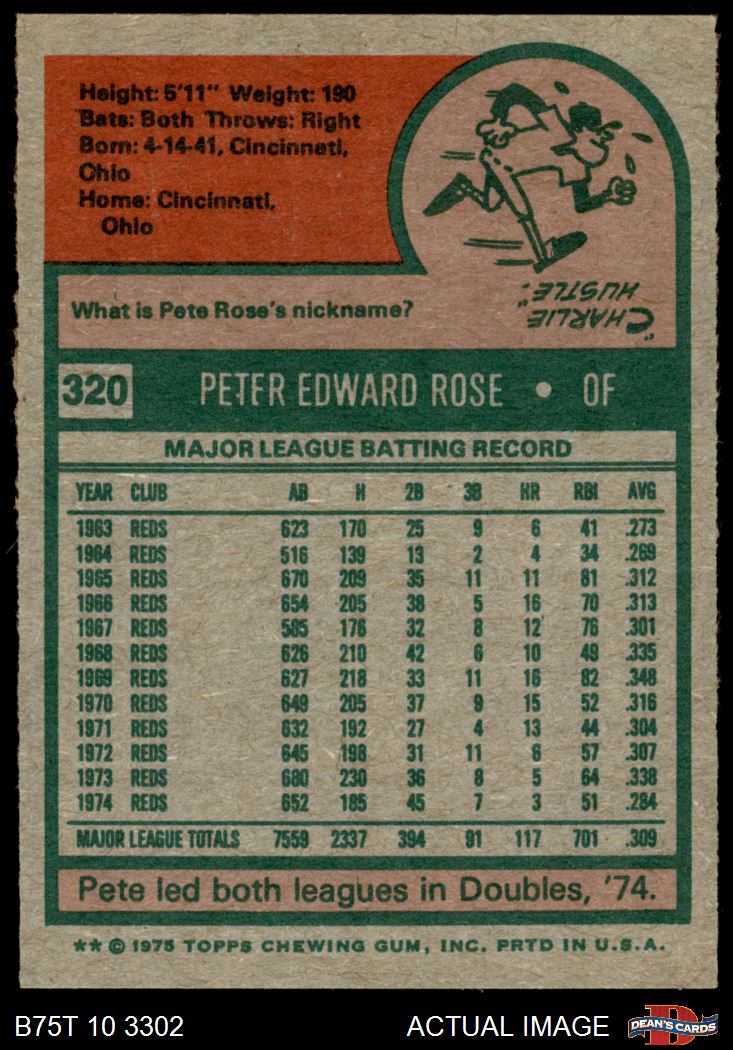 Height: 5'11" Weight: 190
Bats: Both Throws: Right
Born: 4-14-41, Cincinnati,
Ohio
Home: Cincinnati,
Ohio
What is Pete Rose's nickname?
"CHARLIE
HUSTLE."
320 PETER EDWARD ROSE • OF
MAJOR LEAGUE BATTING RECORD
YEAR CLUB AB H 2B 3B HR RBI AVG
1963 REDS 623 170 25 9 6 41 .273
1964 REDS 516 139 13 2 4 34 .269
1965 REDS 670 209 35 11 11 81 .312
1966 REDS 654 205 38 5 16 70 .313
1967 REDS 585 176 32 8 12 76 .301
1968 REDS 626 210 42 6 10 49 .335
1969 REDS 627 218 33 11 16 82 .348
1970 REDS 649 205 37 9 15 52 .316
1971 REDS 632 192 27 4 13 44 .304
1972 REDS 645 198 31 11 6 57 .307
1973 REDS 680 230 36 8 5 64 .338
1974 REDS 652 185 45 7 3 51 .284
MAJOR LEAGUE TOTALS 7559 2337 394 91 117 701 .309
Pete led both leagues in Doubles, '74.
** © 1975 TOPPS CHEWING GUM, INC. PRTD IN U.S.A.
B75T 10 3302 ACTUAL IMAGE D DEAN'S CARDS